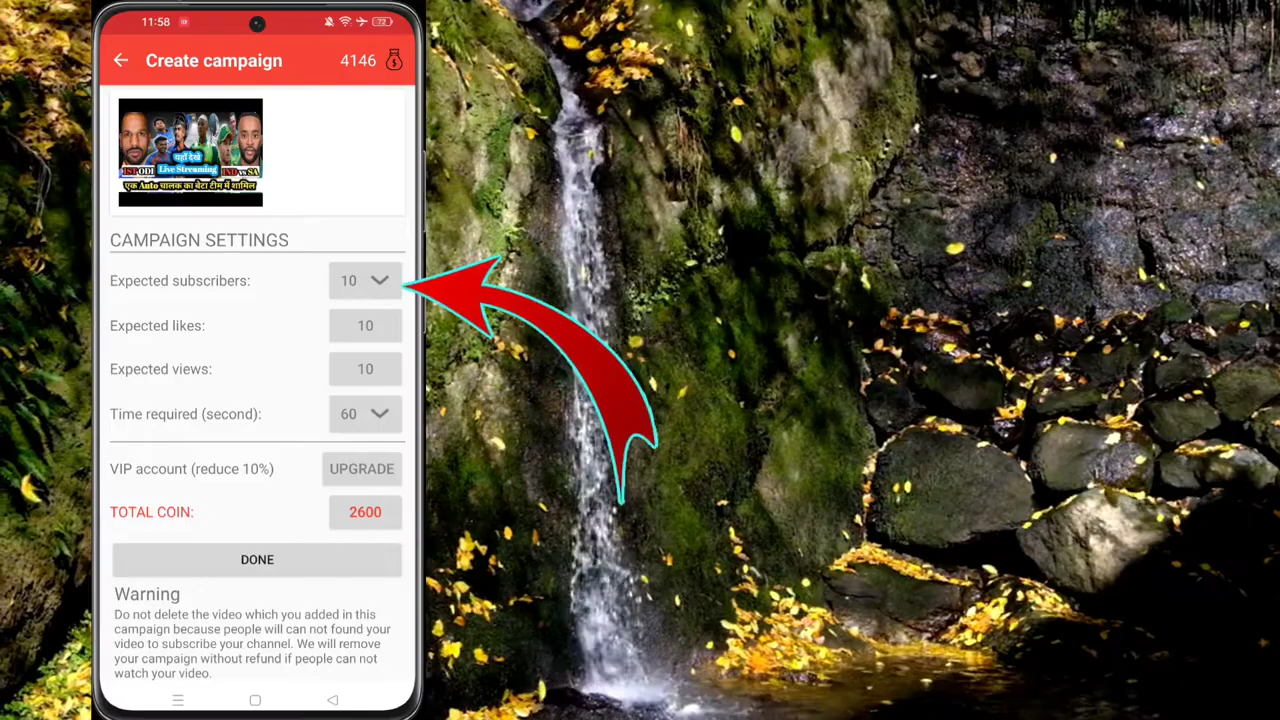 11:58
72
Create campaign 4146
यहाँ देखे
1ST ODI Live Streaming IND vs SA
एक Auto चालक का बेटा टीम में शामिल
CAMPAIGN SETTINGS
Expected subscribers: 10
Expected likes: 10
Expected views: 10
Time required (second): 60
VIP account (reduce 10%) UPGRADE
TOTAL COIN: 2600
DONE
Warning
Do not delete the video which you added in this
campaign because people will can not found your
video to subscribe your channel. We will remove
your campaign without refund if people can not
watch your video.